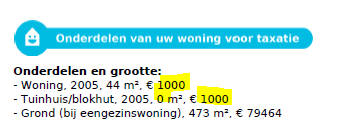 Onderdelen van uw woning voor taxatie
Onderdelen en grootte:
- Woning, 2005, 44 m², € 1000
- Tuinhuis/blokhut, 2005, 0 m², € 1000
- Grond (bij eengezinswoning), 473 m², € 79464